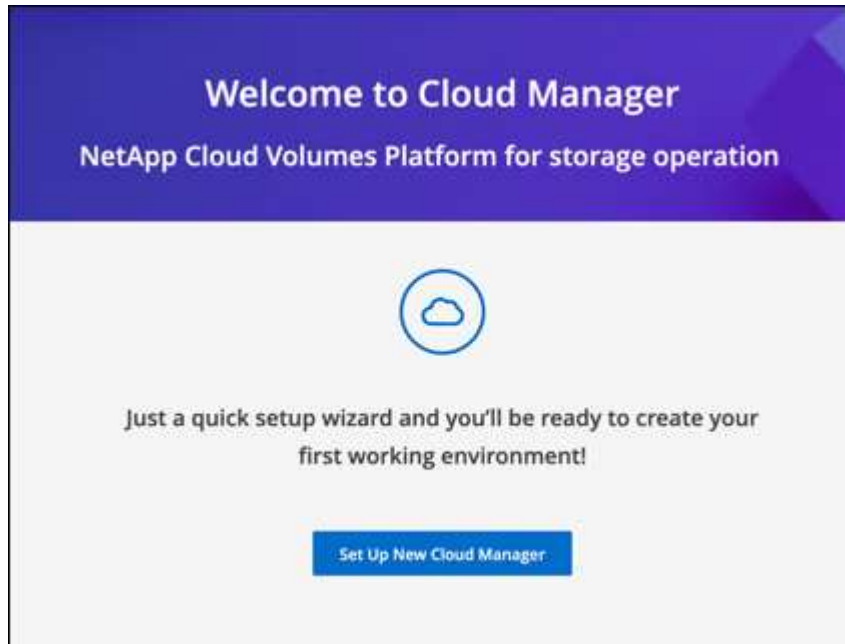 Welcome to Cloud Manager
NetApp Cloud Volumes Platform for storage operation
Just a quick setup wizard and you'll be ready to create your
first working environment!
Set Up New Cloud Manager